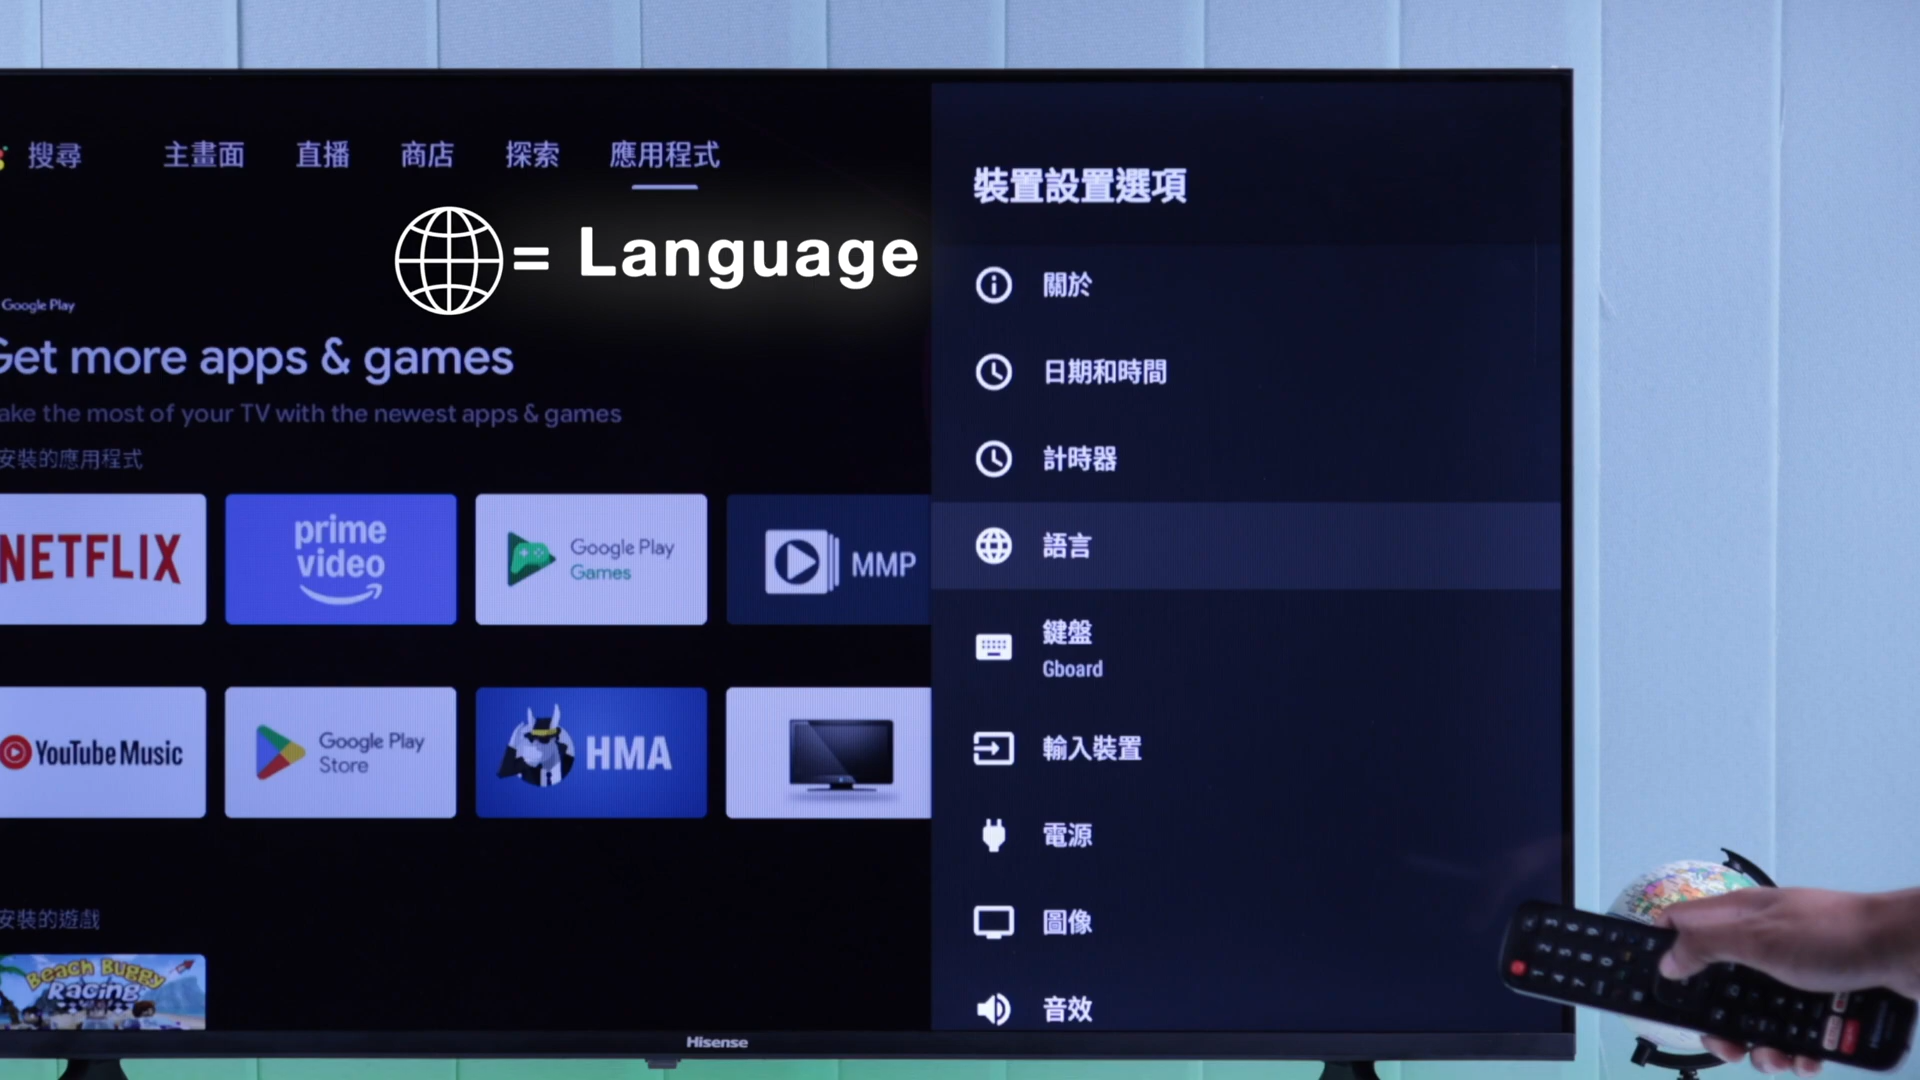 搜尋 主畫面 直播 商店 探索 應用程式
= Language
Google Play
Get more apps & games
ake the most of your TV with the newest apps & games
安裝的應用程式
NETFLIX
prime video
Google Play Games
MMP
YouTube Music
Google Play Store
HMA
安裝的遊戲
Beach Buggy Racing
裝置設置選項
關於
日期和時間
計時器
語言
鍵盤
Gboard
輸入裝置
電源
圖像
音效
Hisense